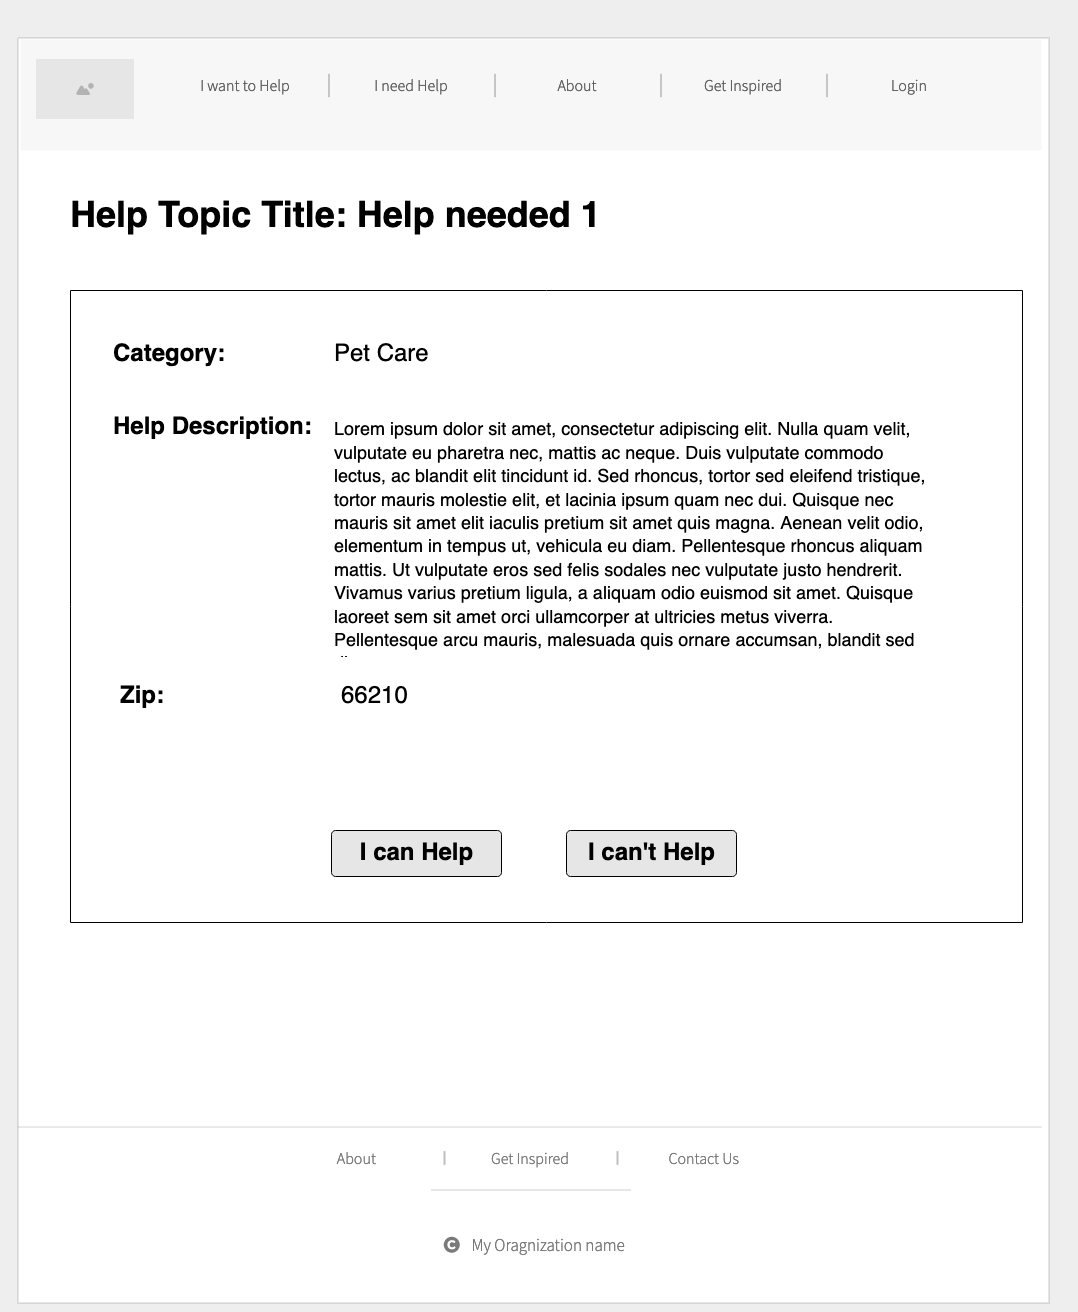 I want to Help
I need Help
About
Get Inspired
Login
Help Topic Title: Help needed 1
Category:
Pet Care
Help Description:
Lorem ipsum dolor sit amet, consectetur adipiscing elit. Nulla quam velit,
vulputate eu pharetra nec, mattis ac neque. Duis vulputate commodo
lectus, ac blandit elit tincidunt id. Sed rhoncus, tortor sed eleifend tristique,
tortor mauris molestie elit, et lacinia ipsum quam nec dui. Quisque nec
mauris sit amet elit iaculis pretium sit amet quis magna. Aenean velit odio,
elementum in tempus ut, vehicula eu diam. Pellentesque rhoncus aliquam
mattis. Ut vulputate eros sed felis sodales nec vulputate justo hendrerit.
Vivamus varius pretium ligula, a aliquam odio euismod sit amet. Quisque
laoreet sem sit amet orci ullamcorper at ultricies metus viverra.
Pellentesque arcu mauris, malesuada quis ornare accumsan, blandit sed
Zip:
66210
I can Help
I can't Help
About
Get Inspired
Contact Us
© My Oragnization name